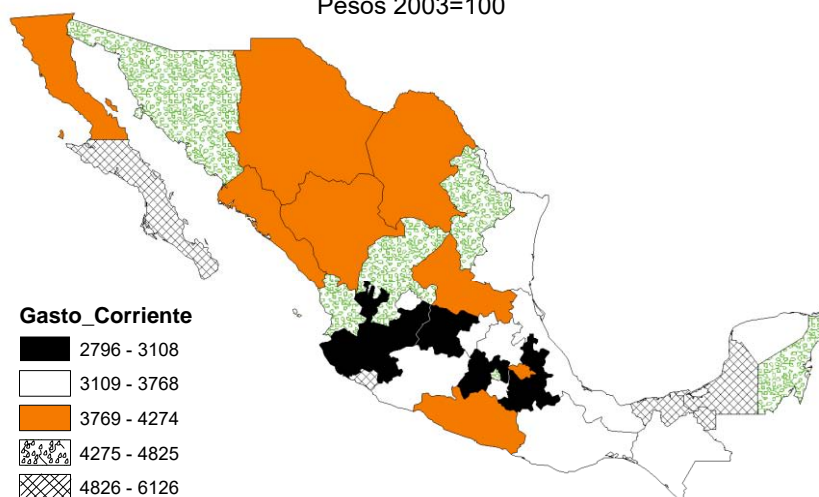 Pesos 2003=100
Gasto_Corriente
2796 - 3108
3109 - 3768
3769 - 4274
4275 - 4825
4826 - 6126